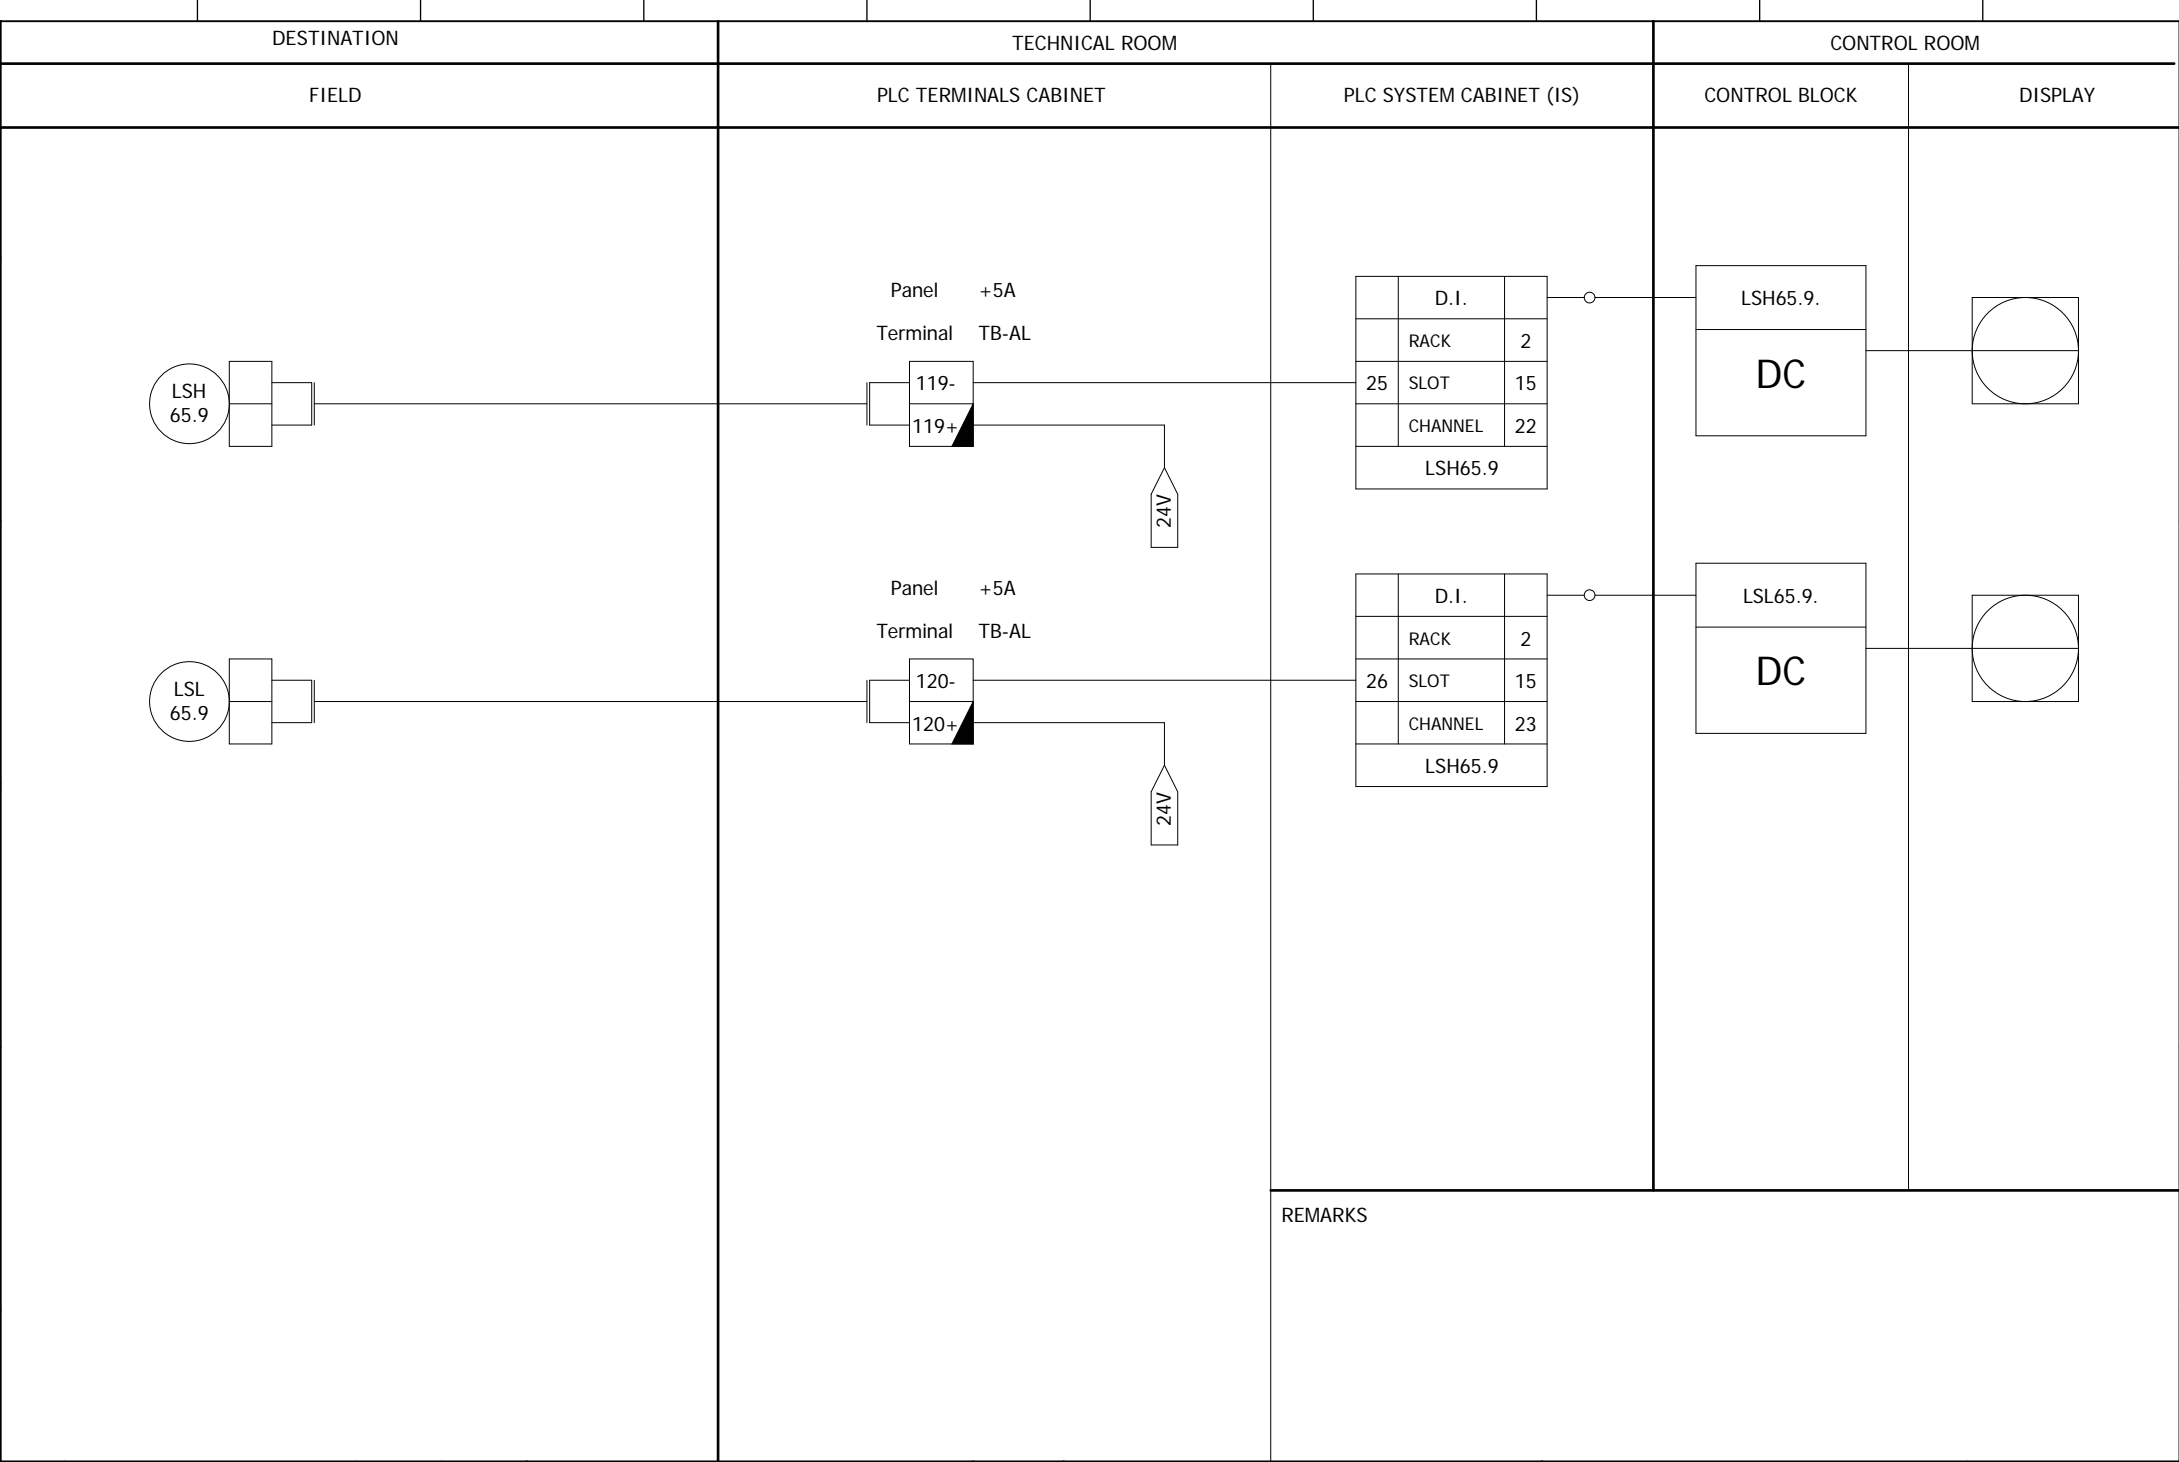 DESTINATION
TECHNICAL ROOM
CONTROL ROOM
FIELD
PLC TERMINALS CABINET
PLC SYSTEM CABINET (IS)
CONTROL BLOCK
DISPLAY
LSH
65.9
Panel +5A
Terminal TB-AL
119-
119+
24V
D.I.
RACK 2
25 SLOT 15
CHANNEL 22
LSH65.9
LSH65.9.
DC
LSL
65.9
Panel +5A
Terminal TB-AL
120-
120+
24V
D.I.
RACK 2
26 SLOT 15
CHANNEL 23
LSH65.9
LSL65.9.
DC
REMARKS